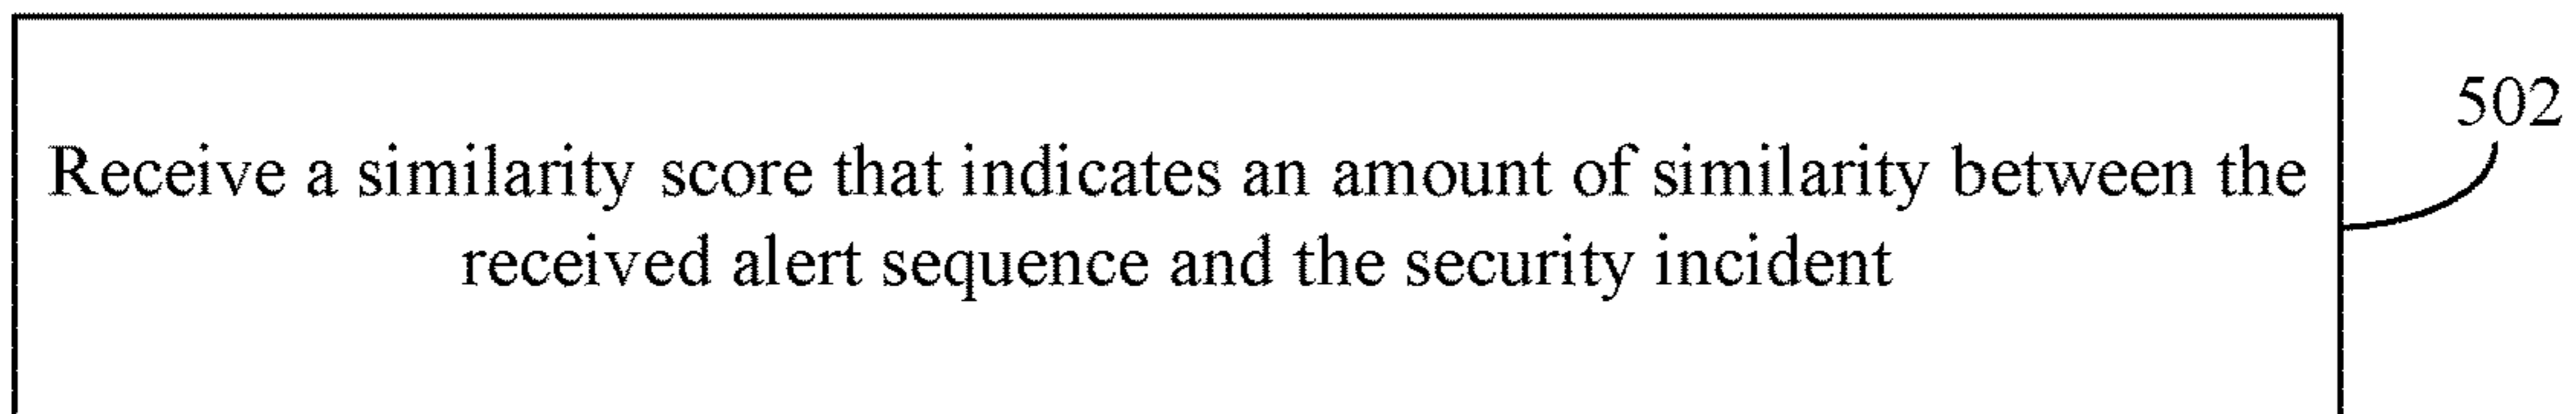 502
Receive a similarity score that indicates an amount of similarity between the
received alert sequence and the security incident